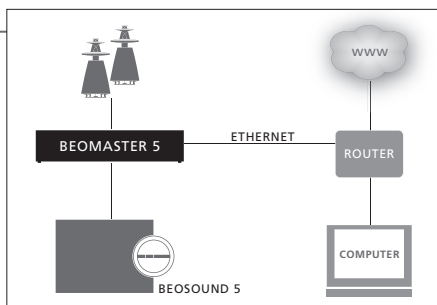 WWW
BEOMASTER 5
ETHERNET
ROUTER
COMPUTER
BEOSOUND 5